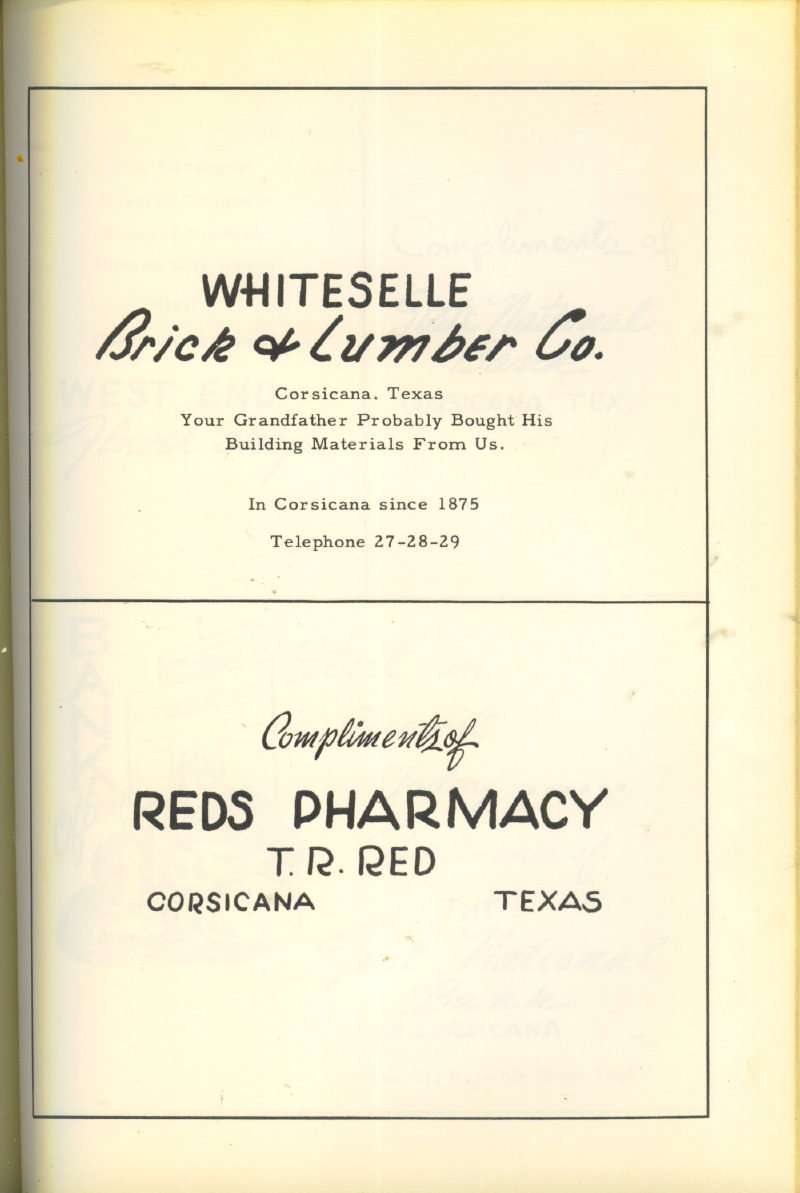 WHITESELLE
Brick & Lumber Co.
Corsicana. Texas
Your Grandfather Probably Bought His
Building Materials From Us.
In Corsicana since 1875
Telephone 27-28-29
Compliments of
REDS PHARMACY
T. R. RED
CORSICANA TEXAS